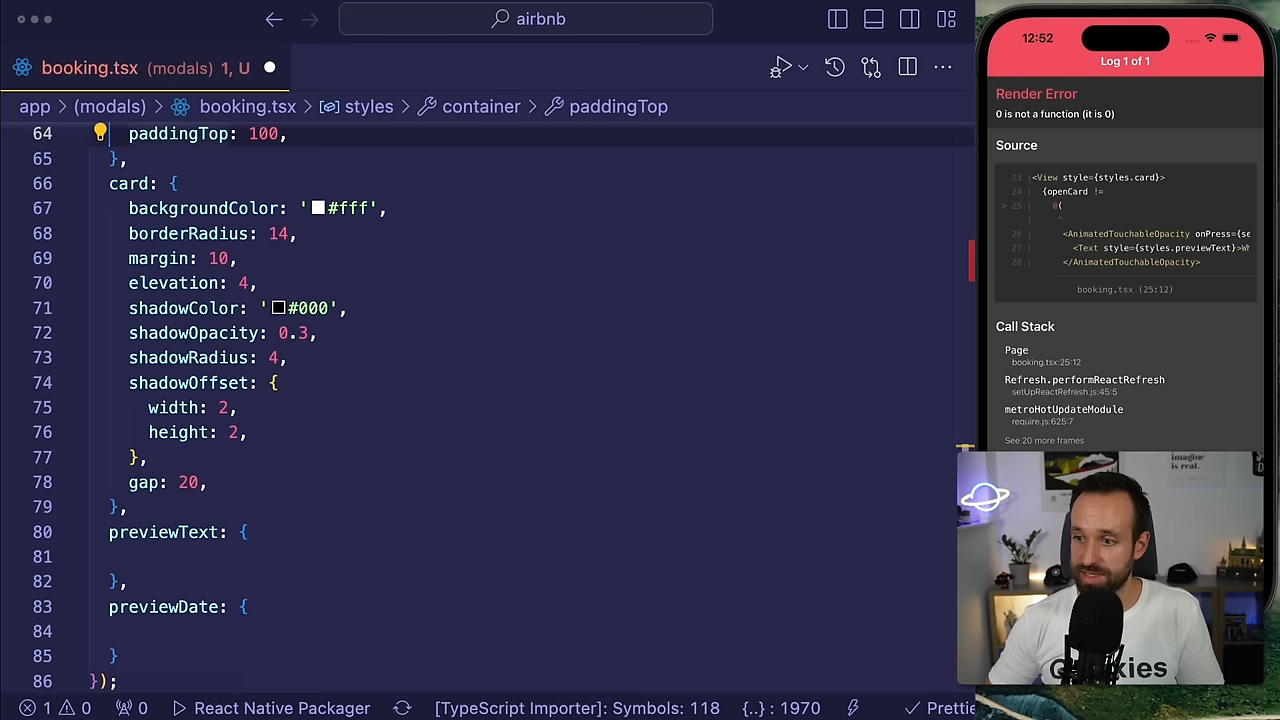 airbnb
booking.tsx (modals) 1, U
app > (modals) > booking.tsx > styles > container > paddingTop
64 paddingTop: 100,
65 },
66 card: {
67 backgroundColor: '#fff',
68 borderRadius: 14,
69 margin: 10,
70 elevation: 4,
71 shadowColor: '#000',
72 shadowOpacity: 0.3,
73 shadowRadius: 4,
74 shadowOffset: {
75 width: 2,
76 height: 2,
77 },
78 gap: 20,
79 },
80 previewText: {
81
82 },
83 previewDate: {
84
85 }
86 });
1 0 0 React Native Packager [TypeScript Importer]: Symbols: 118 {..} : 1970 Prettie
12:52
Log 1 of 1
Render Error
0 is not a function (it is 0)
Source
23 | <View style={styles.card}>
24 | {openCard !=
> 25 | 0(
| ^
26 | <AnimatedTouchableOpacity onPress={se
27 | <Text style={styles.previewText}>Wh
28 | </AnimatedTouchableOpacity>
booking.tsx (25:12)
Call Stack
Page
booking.tsx:25:12
Refresh.performReactRefresh
setUpReactRefresh.js:45:5
metroHotUpdateModule
require.js:625:7
See 20 more frames
imagine
is real.